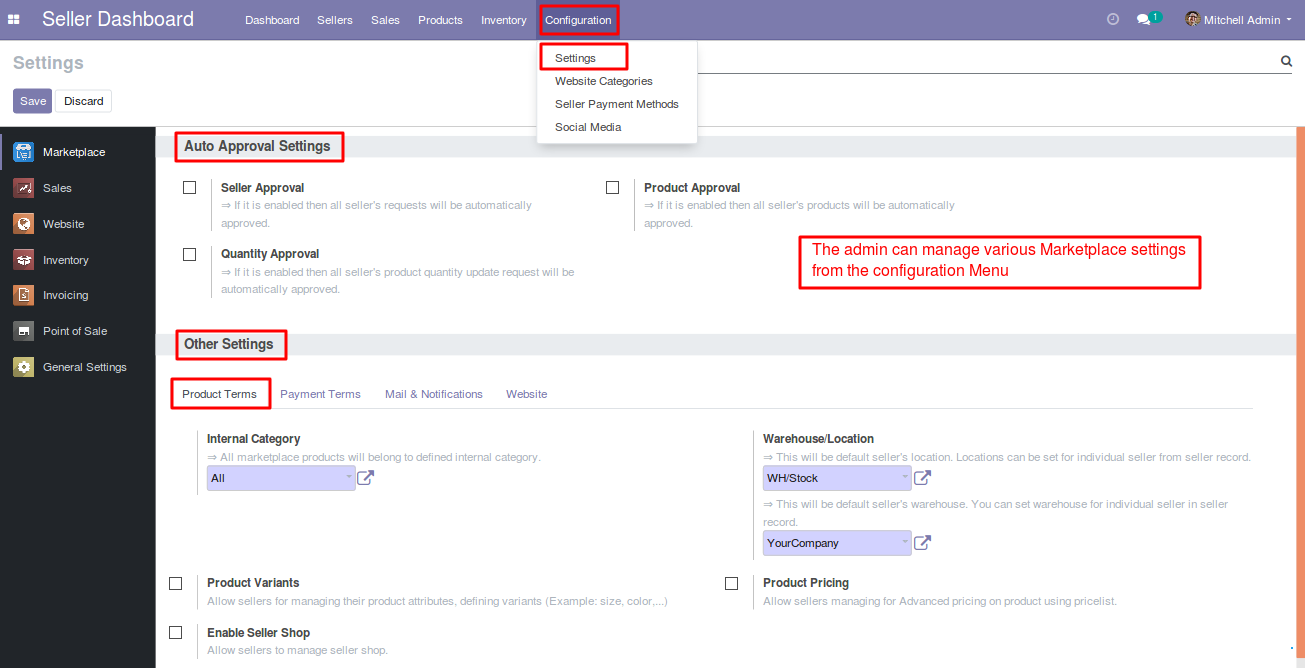 Seller Dashboard
Dashboard Sellers Sales Products Inventory Configuration
1 Mitchell Admin
Settings
Save Discard
Settings
Website Categories
Seller Payment Methods
Social Media
Marketplace
Sales
Website
Inventory
Invoicing
Point of Sale
General Settings
Auto Approval Settings
Seller Approval
⇒ If it is enabled then all seller's requests will be automatically
approved.
Product Approval
⇒ If it is enabled then all seller's products will be automatically
approved.
Quantity Approval
⇒ If it is enabled then all seller's product quantity update request will be
automatically approved.
The admin can manage various Marketplace settings
from the configuration Menu
Other Settings
Product Terms Payment Terms Mail & Notifications Website
Internal Category
⇒ All marketplace products will belong to defined internal category.
All
Warehouse/Location
⇒ This will be default seller's location. Locations can be set for individual seller from seller record.
WH/Stock
⇒ This will be default seller's warehouse. You can set warehouse for individual seller in seller
record.
YourCompany
Product Variants
Allow sellers for managing their product attributes, defining variants (Example: size, color,...)
Product Pricing
Allow sellers managing for Advanced pricing on product using pricelist.
Enable Seller Shop
Allow sellers to manage seller shop.